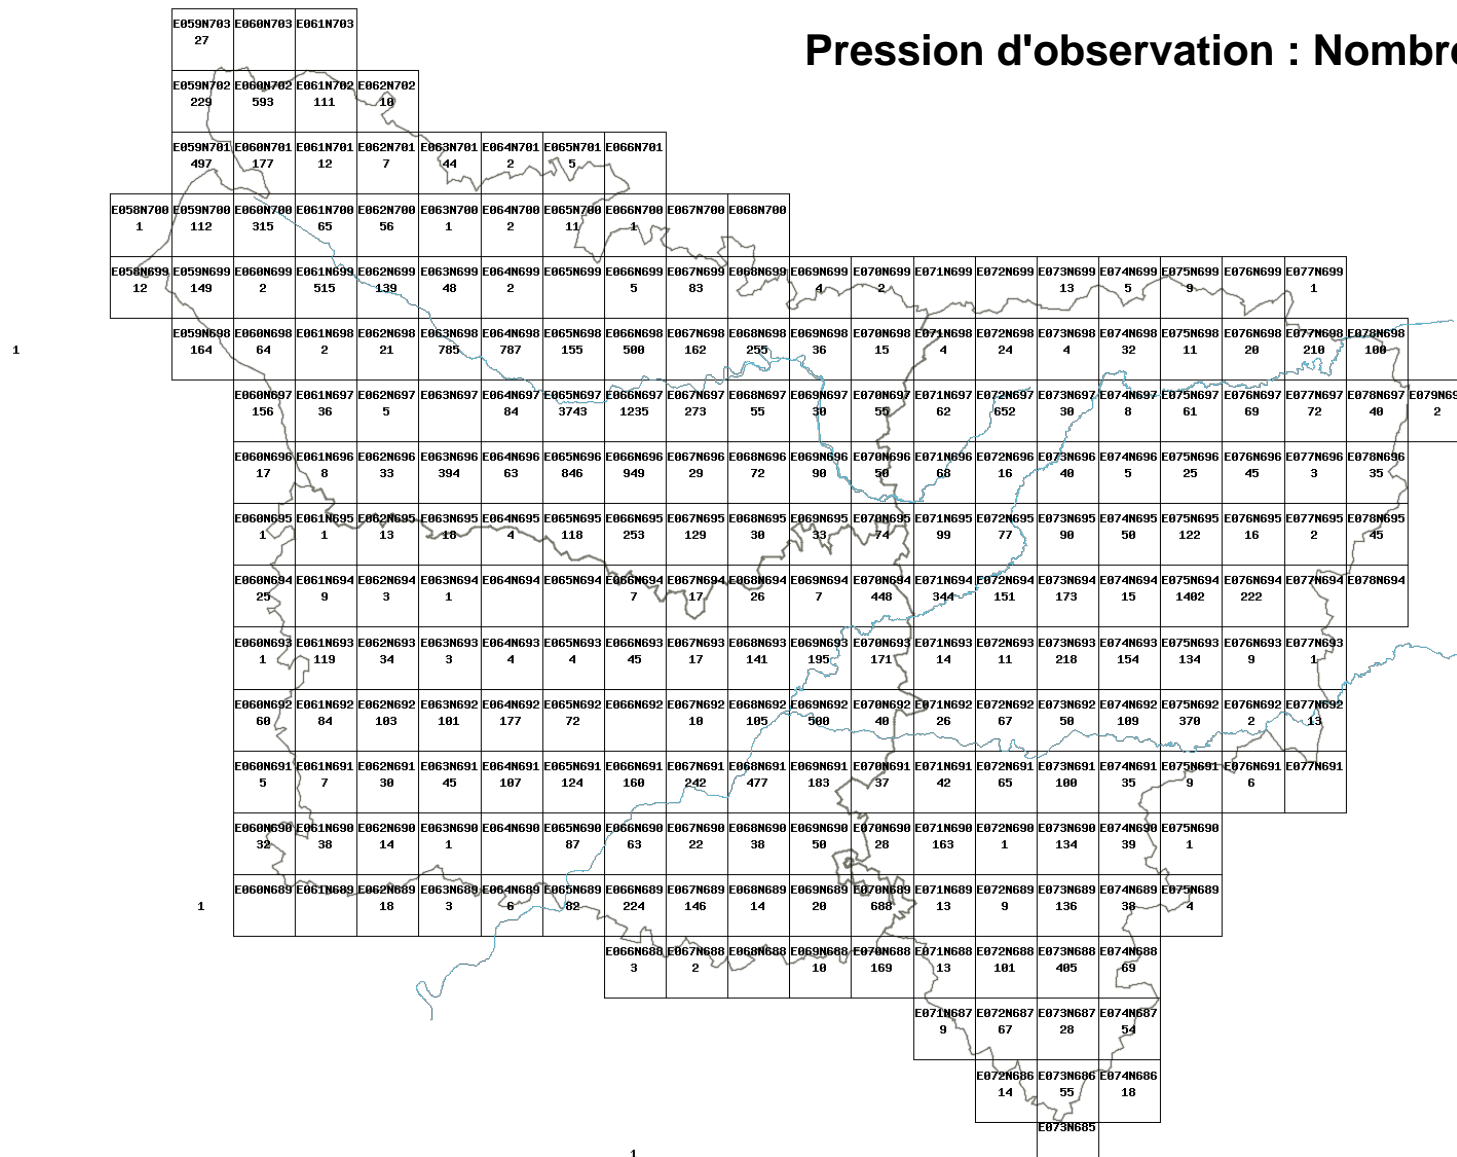 Pression d'observation : Nombre
E059N703 E060N703 E061N703
27
E059N702 E060N702 E061N702 E062N702
229 593 111 10
E059N701 E060N701 E061N701 E062N701 E063N701 E064N701 E065N701 E066N701
497 177 12 7 44 2 5
E058N700 E059N700 E060N700 E061N700 E062N700 E063N700 E064N700 E065N700 E066N700 E067N700 E068N700
1 112 315 65 56 1 2 11 1
E058N699 E059N699 E060N699 E061N699 E062N699 E063N699 E064N699 E065N699 E066N699 E067N699 E068N699 E069N699 E070N699 E071N699 E072N699 E073N699 E074N699 E075N699 E076N699 E077N699
12 149 2 515 139 48 2 5 83 4 2 13 5 9 1
E059N698 E060N698 E061N698 E062N698 E063N698 E064N698 E065N698 E066N698 E067N698 E068N698 E069N698 E070N698 E071N698 E072N698 E073N698 E074N698 E075N698 E076N698 E077N698 E078N698
1 164 64 2 21 785 787 155 500 162 255 36 15 4 24 4 32 11 20 210 100
E060N697 E061N697 E062N697 E063N697 E064N697 E065N697 E066N697 E067N697 E068N697 E069N697 E070N697 E071N697 E072N697 E073N697 E074N697 E075N697 E076N697 E077N697 E078N697 E079N69
156 36 5 84 3743 1235 273 55 30 55 62 652 30 8 61 69 72 40 2
E060N696 E061N696 E062N696 E063N696 E064N696 E065N696 E066N696 E067N696 E068N696 E069N696 E070N696 E071N696 E072N696 E073N696 E074N696 E075N696 E076N696 E077N696 E078N696
17 8 33 394 63 846 949 29 72 90 50 68 16 40 5 25 45 3 35
E060N695 E061N695 E062N695 E063N695 E064N695 E065N695 E066N695 E067N695 E068N695 E069N695 E070N695 E071N695 E072N695 E073N695 E074N695 E075N695 E076N695 E077N695 E078N695
1 1 13 18 4 118 253 129 30 33 74 99 77 90 50 122 16 2 45
E060N694 E061N694 E062N694 E063N694 E064N694 E065N694 E066N694 E067N694 E068N694 E069N694 E070N694 E071N694 E072N694 E073N694 E074N694 E075N694 E076N694 E077N694 E078N694
25 9 3 1 7 17 26 7 448 344 151 173 15 1402 222
E060N693 E061N693 E062N693 E063N693 E064N693 E065N693 E066N693 E067N693 E068N693 E069N693 E070N693 E071N693 E072N693 E073N693 E074N693 E075N693 E076N693 E077N693
1 119 34 3 4 4 45 17 141 195 171 14 11 218 154 134 9 1
E060N692 E061N692 E062N692 E063N692 E064N692 E065N692 E066N692 E067N692 E068N692 E069N692 E070N692 E071N692 E072N692 E073N692 E074N692 E075N692 E076N692 E077N692
60 84 103 101 177 72 10 105 500 40 26 67 50 109 370 2 13
E060N691 E061N691 E062N691 E063N691 E064N691 E065N691 E066N691 E067N691 E068N691 E069N691 E070N691 E071N691 E072N691 E073N691 E074N691 E075N691 E076N691 E077N691
5 7 30 45 107 124 160 242 477 183 37 42 65 100 35 9 6
E060N690 E061N690 E062N690 E063N690 E064N690 E065N690 E066N690 E067N690 E068N690 E069N690 E070N690 E071N690 E072N690 E073N690 E074N690 E075N690
32 38 14 1 87 63 22 38 50 28 163 1 134 39 1
E060N689 E061N689 E062N689 E063N689 E064N689 E065N689 E066N689 E067N689 E068N689 E069N689 E070N689 E071N689 E072N689 E073N689 E074N689 E075N689
1 18 3 6 82 224 146 14 20 688 13 9 136 38 4
E066N688 E067N688 E068N688 E069N688 E070N688 E071N688 E072N688 E073N688 E074N688
3 2 10 169 13 101 405 69
E071N687 E072N687 E073N687 E074N687
9 67 28 54
E072N686 E073N686 E074N686
14 55 18
E073N685
1